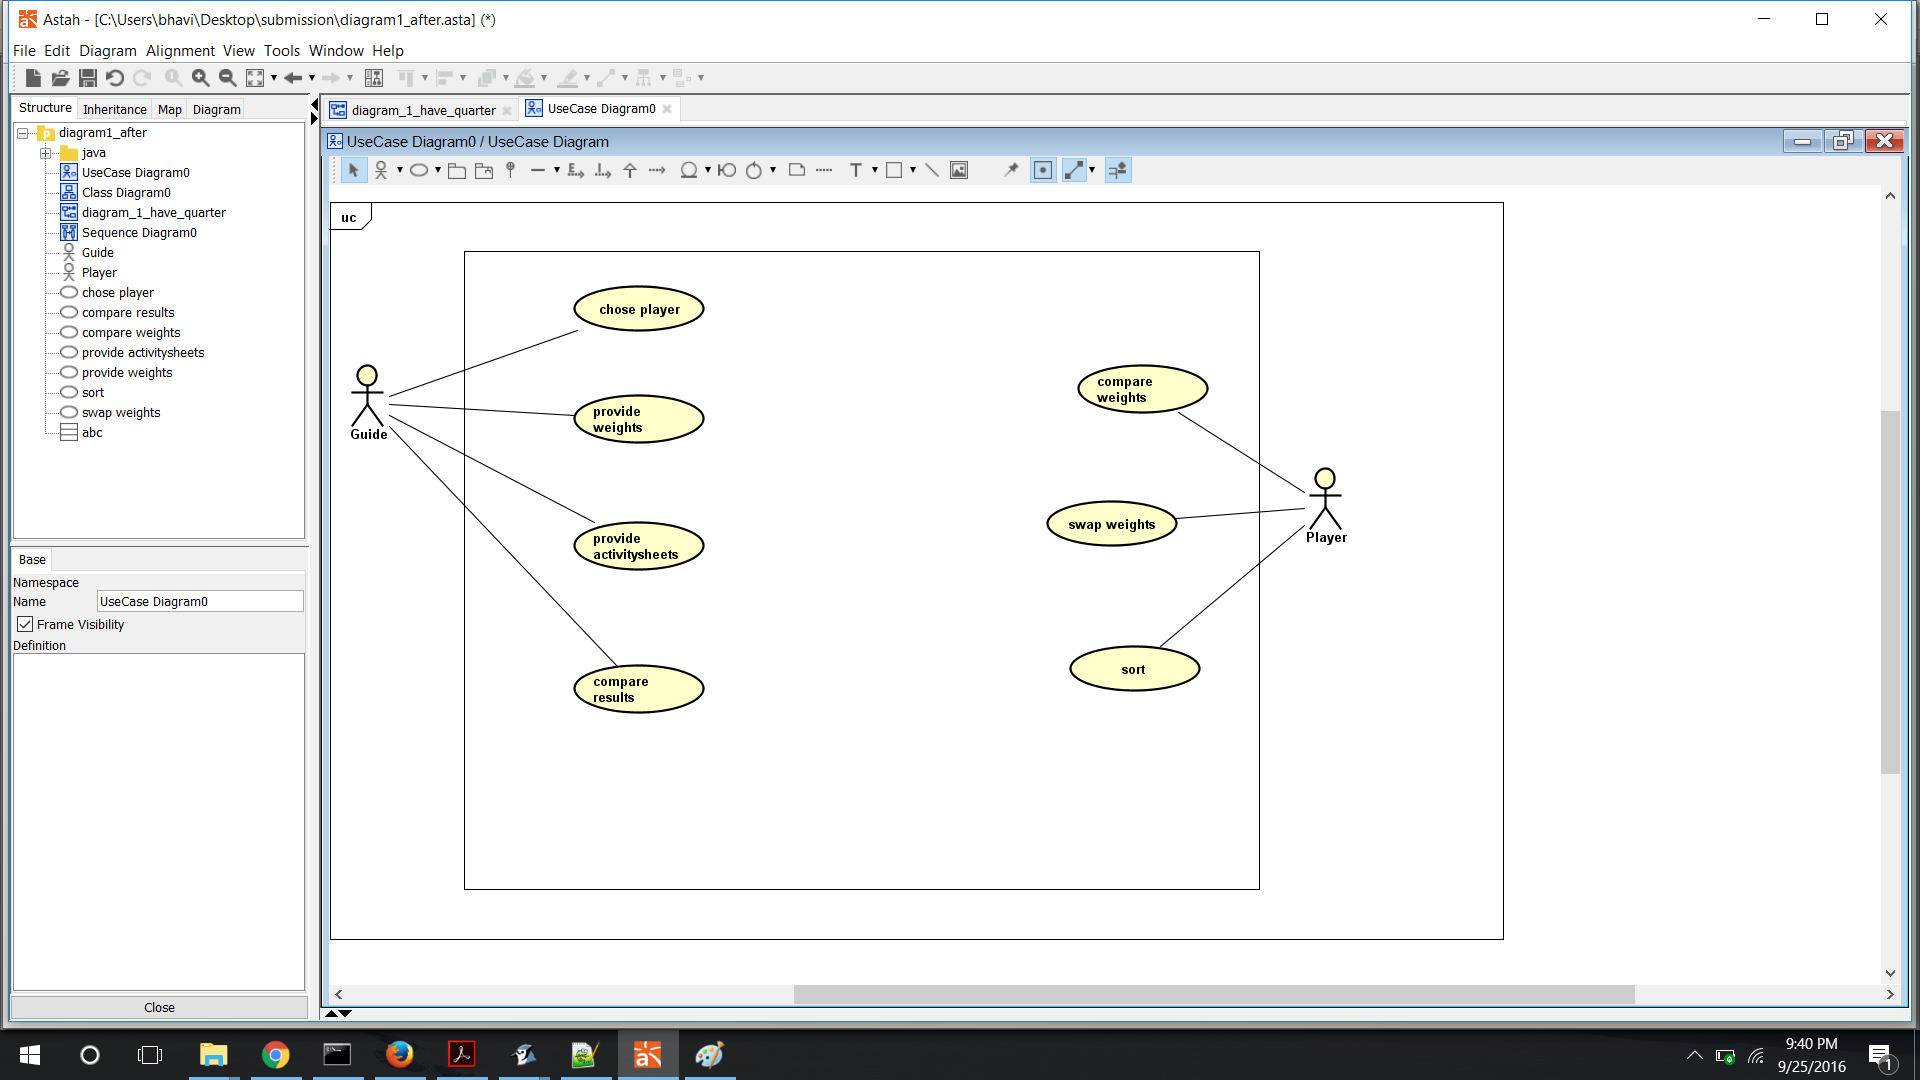 Astah - [C:\Users\bhavi\Desktop\submission\diagram1_after.asta] (*)
File Edit Diagram Alignment View Tools Window Help
Structure Inheritance Map Diagram
diagram1_after
java
UseCase Diagram0
Class Diagram0
diagram_1_have_quarter
Sequence Diagram0
Guide
Player
chose player
compare results
compare weights
provide activitysheets
provide weights
sort
swap weights
abc
Base
Namespace
Name UseCase Diagram0
Frame Visibility
Definition
Close
diagram_1_have_quarter UseCase Diagram0
UseCase Diagram0 / UseCase Diagram
uc
chose player
provide
weights
provide
activitysheets
compare
results
Guide
compare
weights
swap weights
sort
Player
9:40 PM
9/25/2016
1